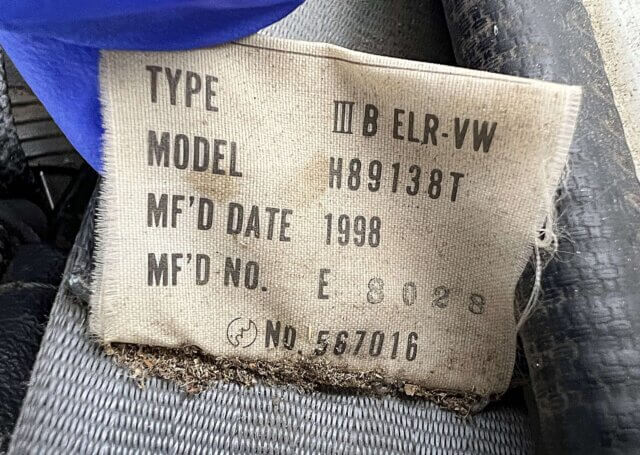 TYPE III B ELR-VW
MODEL H89138T
MF'D DATE 1998
MF'D NO. E 8028
NO. 567016